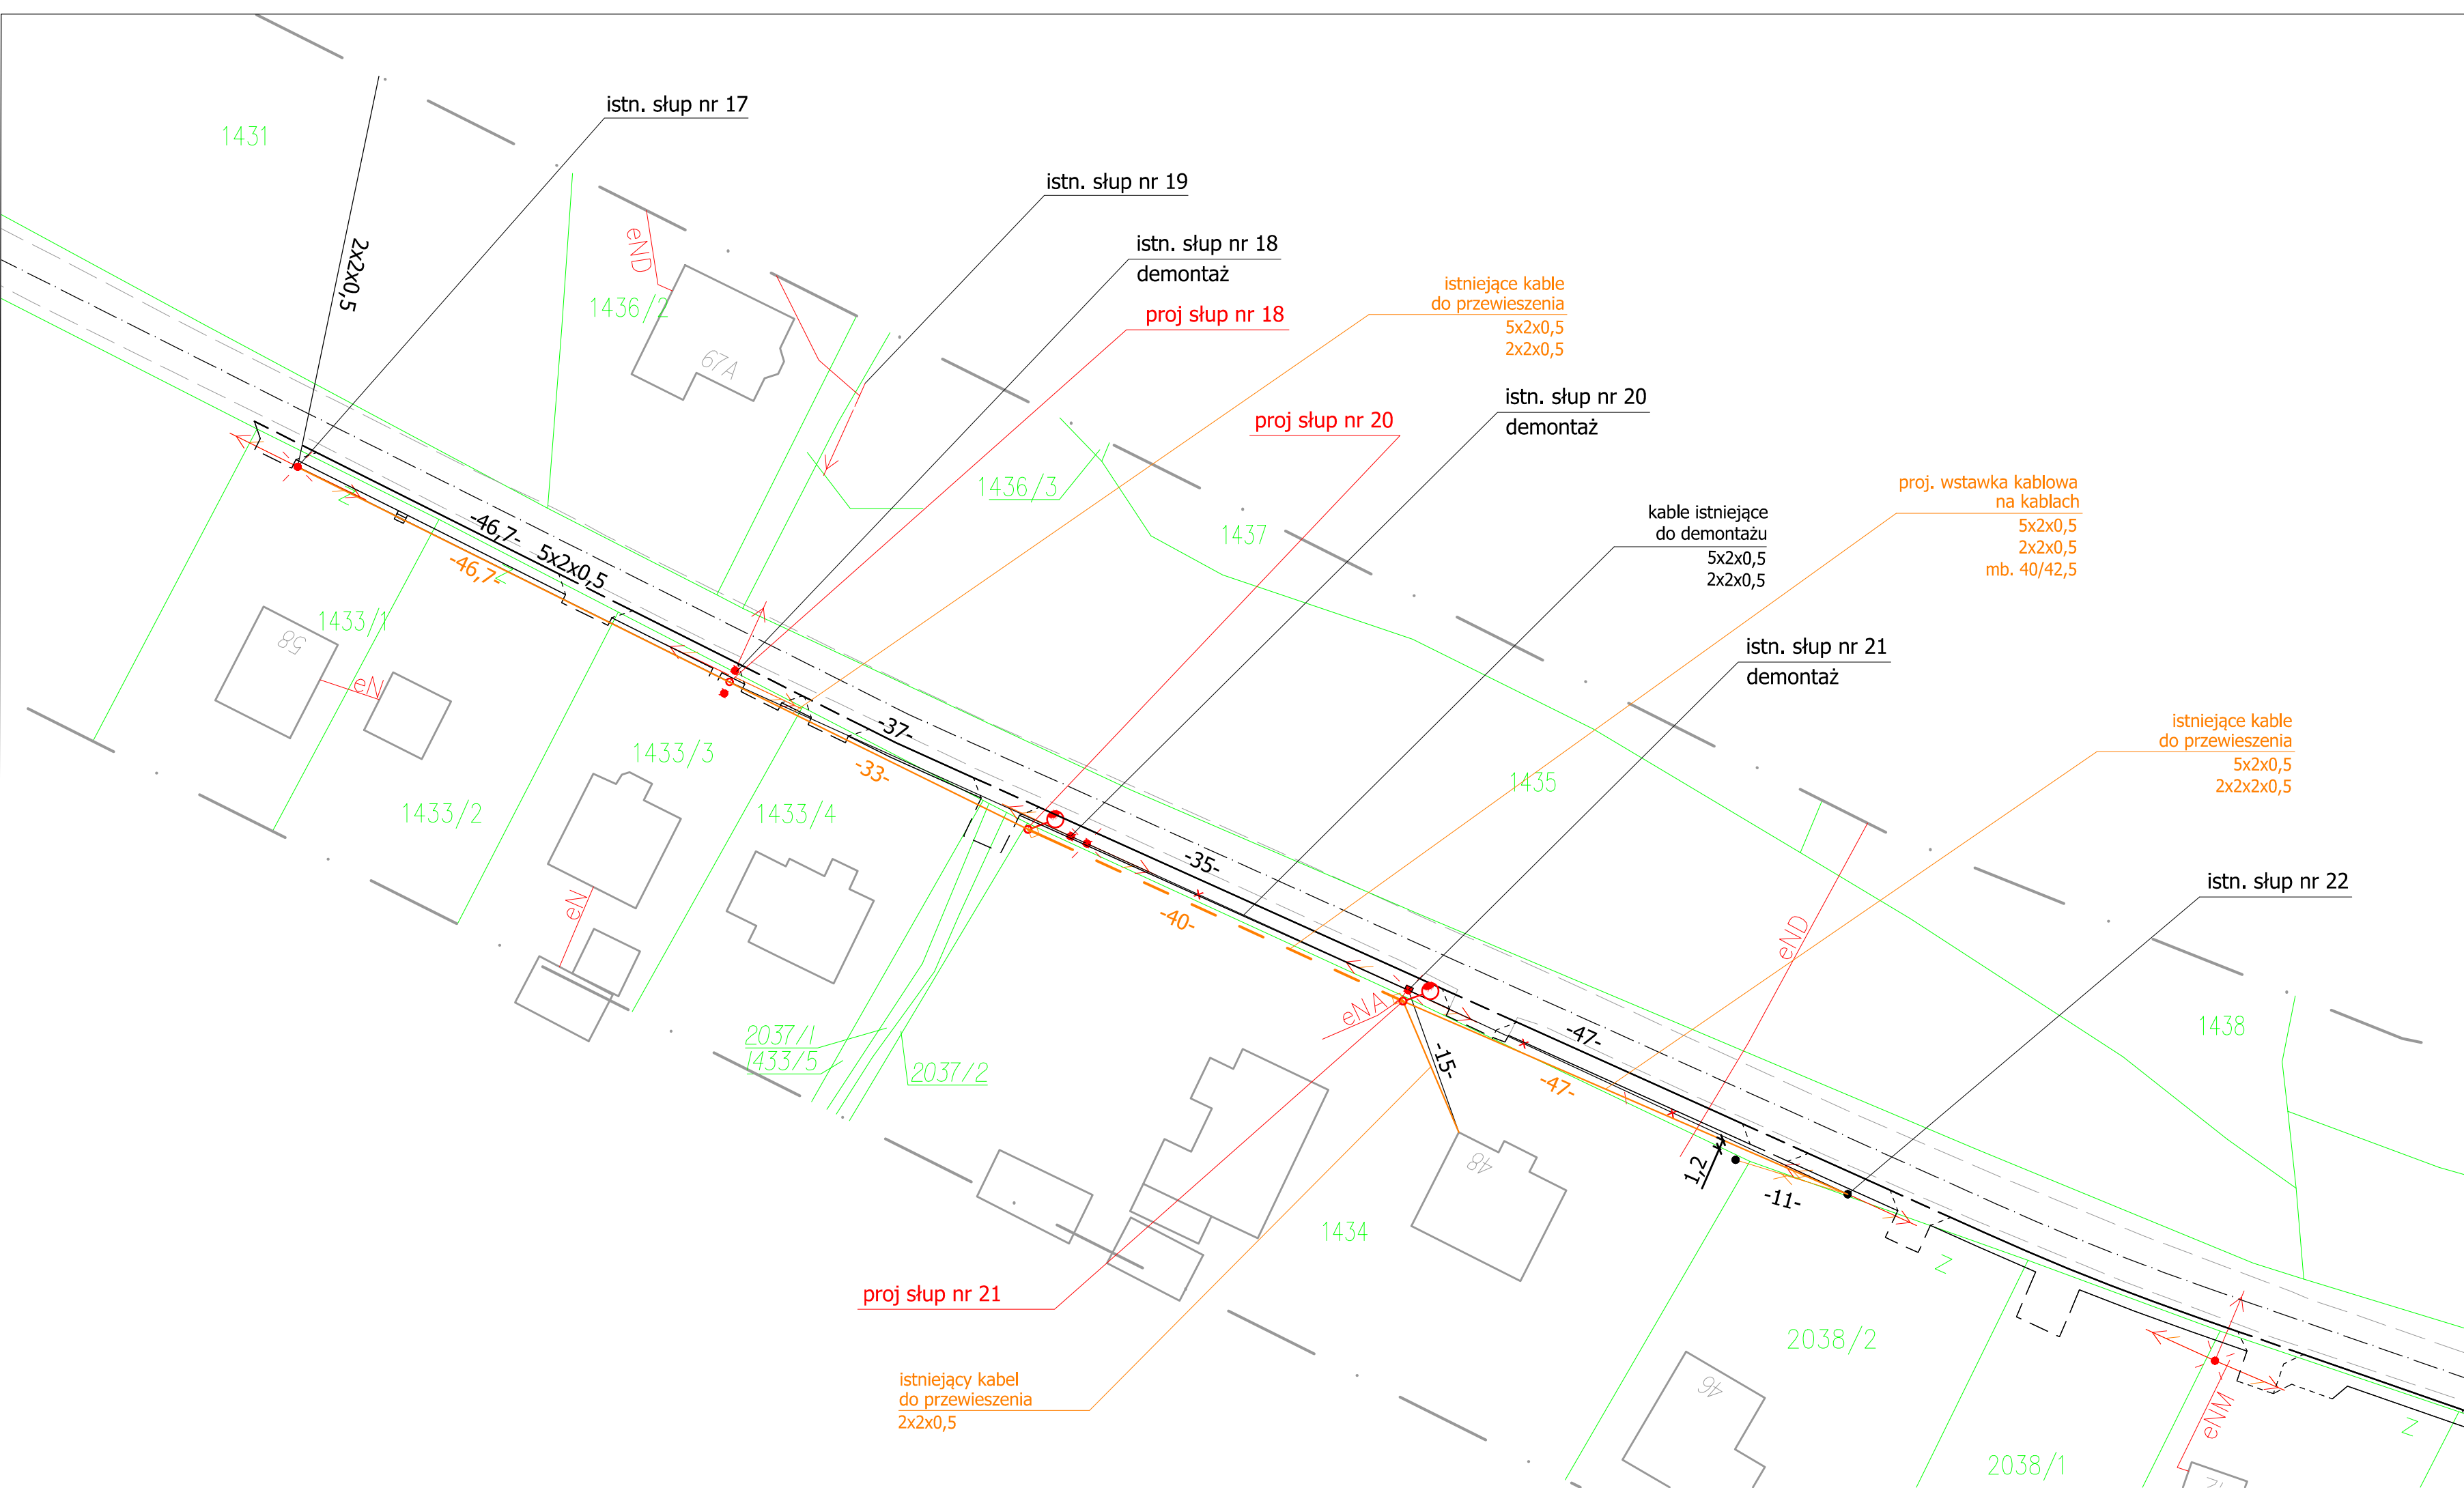 istn. słup nr 17
1431
istn. słup nr 19
2x2x0,5
eND
1436/2
67A
istn. słup nr 18
demontaż
proj słup nr 18
istniejące kable
do przewieszenia
5x2x0,5
2x2x0,5
istn. słup nr 20
demontaż
proj słup nr 20
1436/3
1437
proj. wstawka kablowa
na kablach
5x2x0,5
2x2x0,5
mb. 40/42,5
kable istniejące
do demontażu
5x2x0,5
2x2x0,5
Z
-46,7-
5x2x0,5
-46,7-
Z
1433/1
58
eN
istn. słup nr 21
demontaż
istniejące kable
do przewieszenia
5x2x0,5
2x2x2x0,5
-37-
-33-
1433/3
1433/2
1433/4
1435
-35-
-40-
eN
istn. słup nr 22
eND
eNA
1438
2037/1
1433/5
2037/2
-47-
-15-
-47-
48
1,2
-11-
1434
Z
proj słup nr 21
2038/2
istniejący kabel
do przewieszenia
2x2x0,5
46
eNM
Z
2038/1